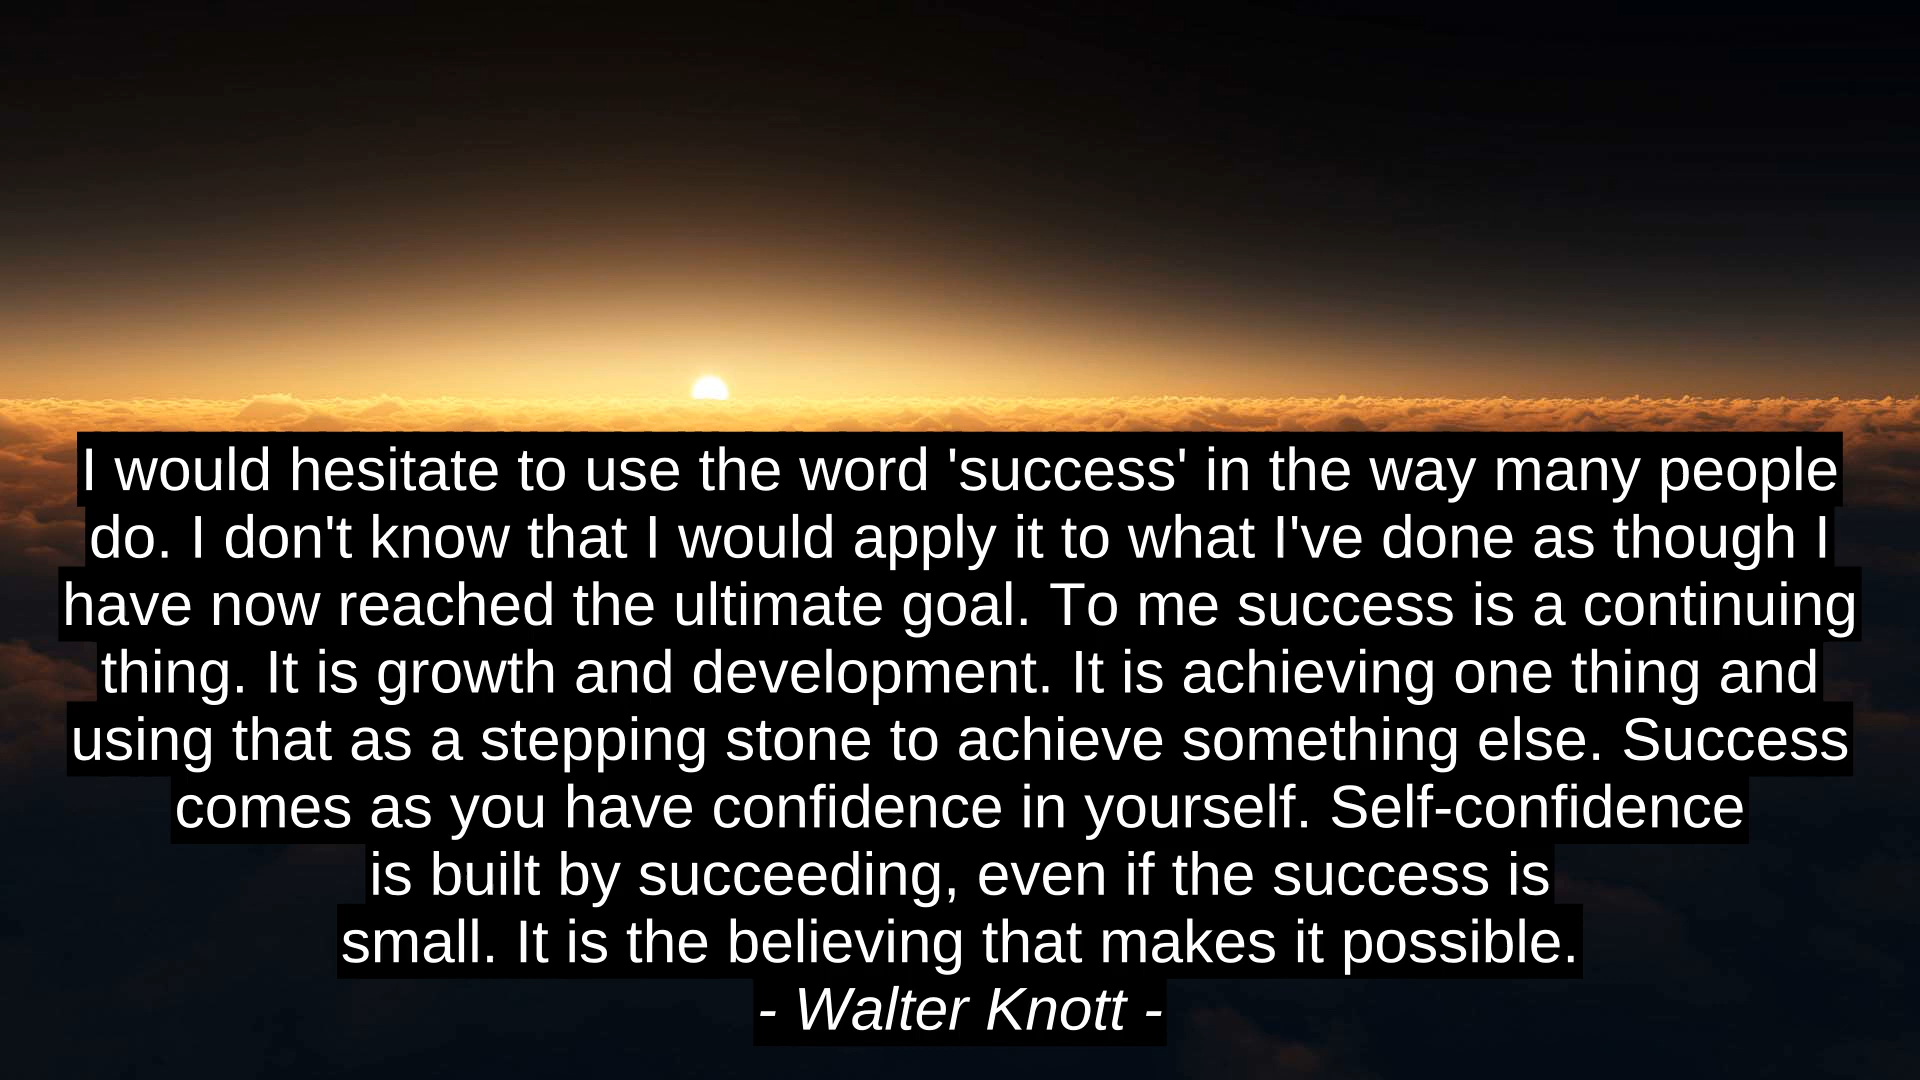 I would hesitate to use the word 'success' in the way many people
do. I don't know that I would apply it to what I've done as though I
have now reached the ultimate goal. To me success is a continuing
thing. It is growth and development. It is achieving one thing and
using that as a stepping stone to achieve something else. Success
comes as you have confidence in yourself. Self-confidence
is built by succeeding, even if the success is
small. It is the believing that makes it possible.
- Walter Knott -